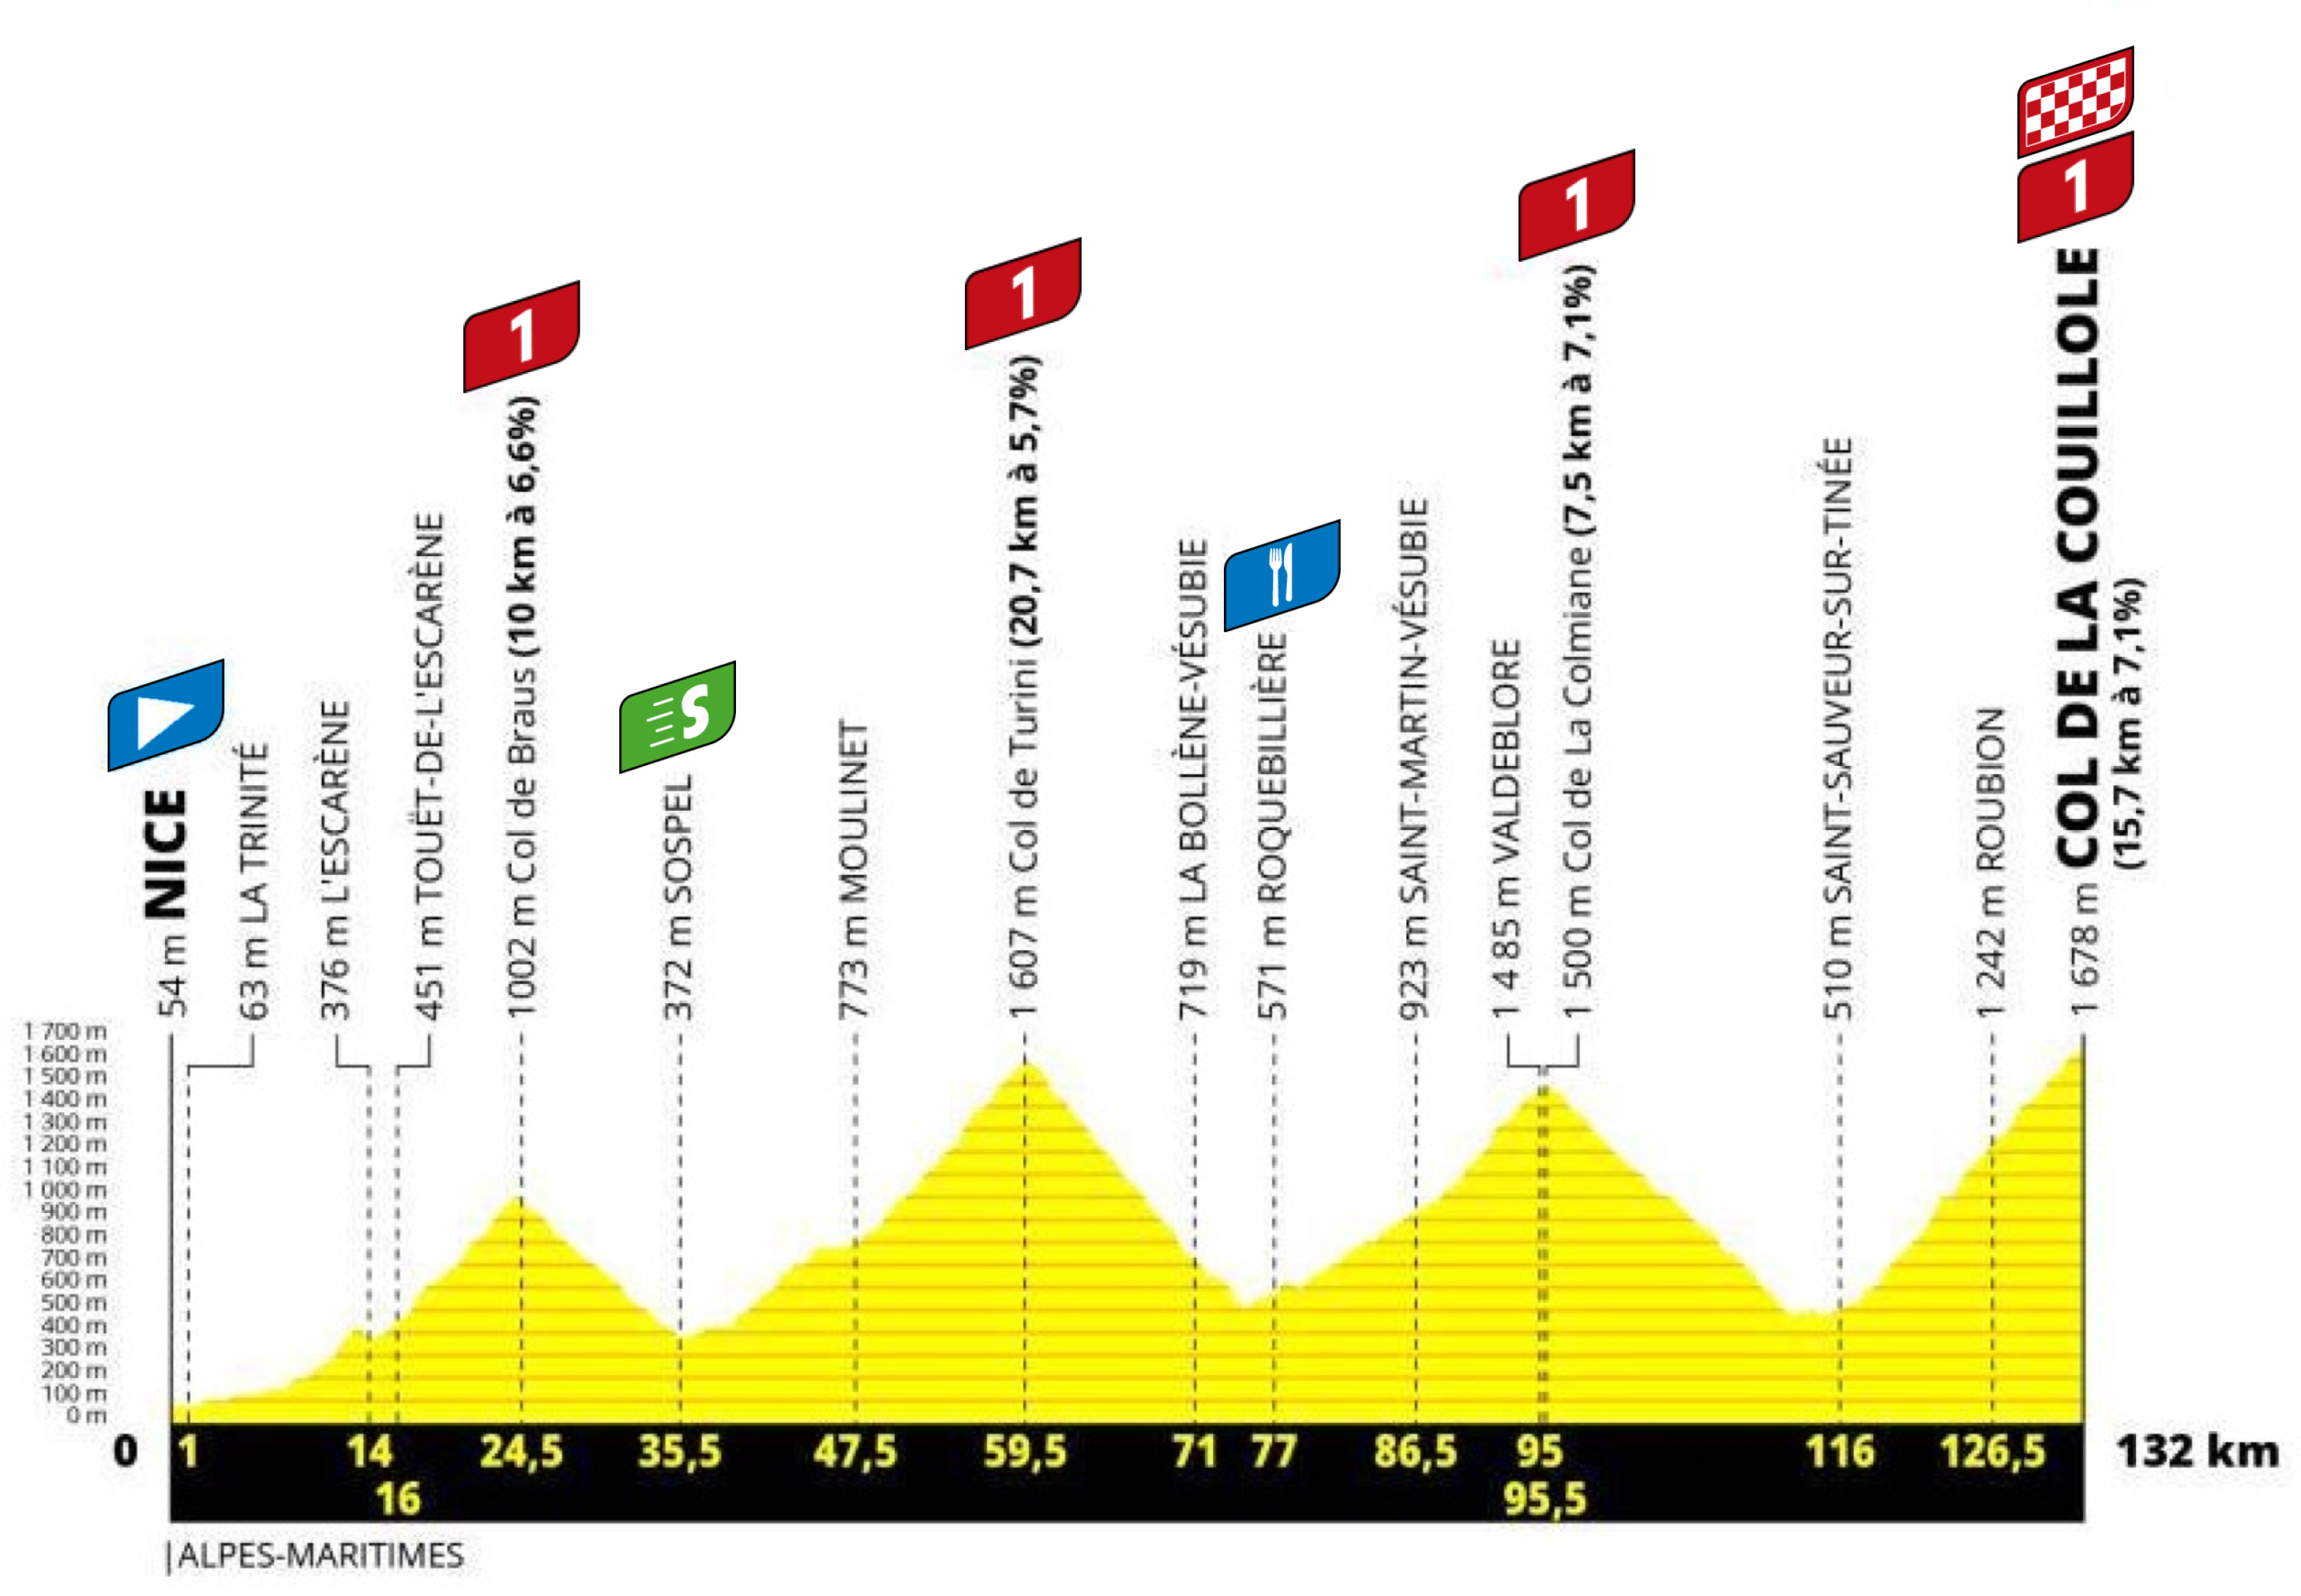 54 m NICE
63 m LA TRINITÉ
376 m L'ESCARÈNE
451 m TOUËT-DE-L'ESCARÈNE
1
1002 m Col de Braus (10 km à 6,6%)
S
372 m SOSPEL
773 m MOULINET
1
1 607 m Col de Turini (20,7 km à 5,7%)
719 m LA BOLLÈNE-VÉSUBIE
571 m ROQUEBILLIÈRE
923 m SAINT-MARTIN-VÉSUBIE
1 4 85 m VALDEBLORE
1
1 500 m Col de La Colmiane (7,5 km à 7,1%)
510 m SAINT-SAUVEUR-SUR-TINÉE
1 242 m ROUBION
1
1 678 m COL DE LA COUILLOLE
(15,7 km à 7,1%)
1 700 m
1 600 m
1 500 m
1 400 m
1 300 m
1 200 m
1 100 m
1 000 m
900 m
800 m
700 m
600 m
500 m
400 m
300 m
200 m
100 m
0 m
0 1 14 24,5 35,5 47,5 59,5 71 77 86,5 95 116 126,5 132 km
16 95,5
ALPES-MARITIMES